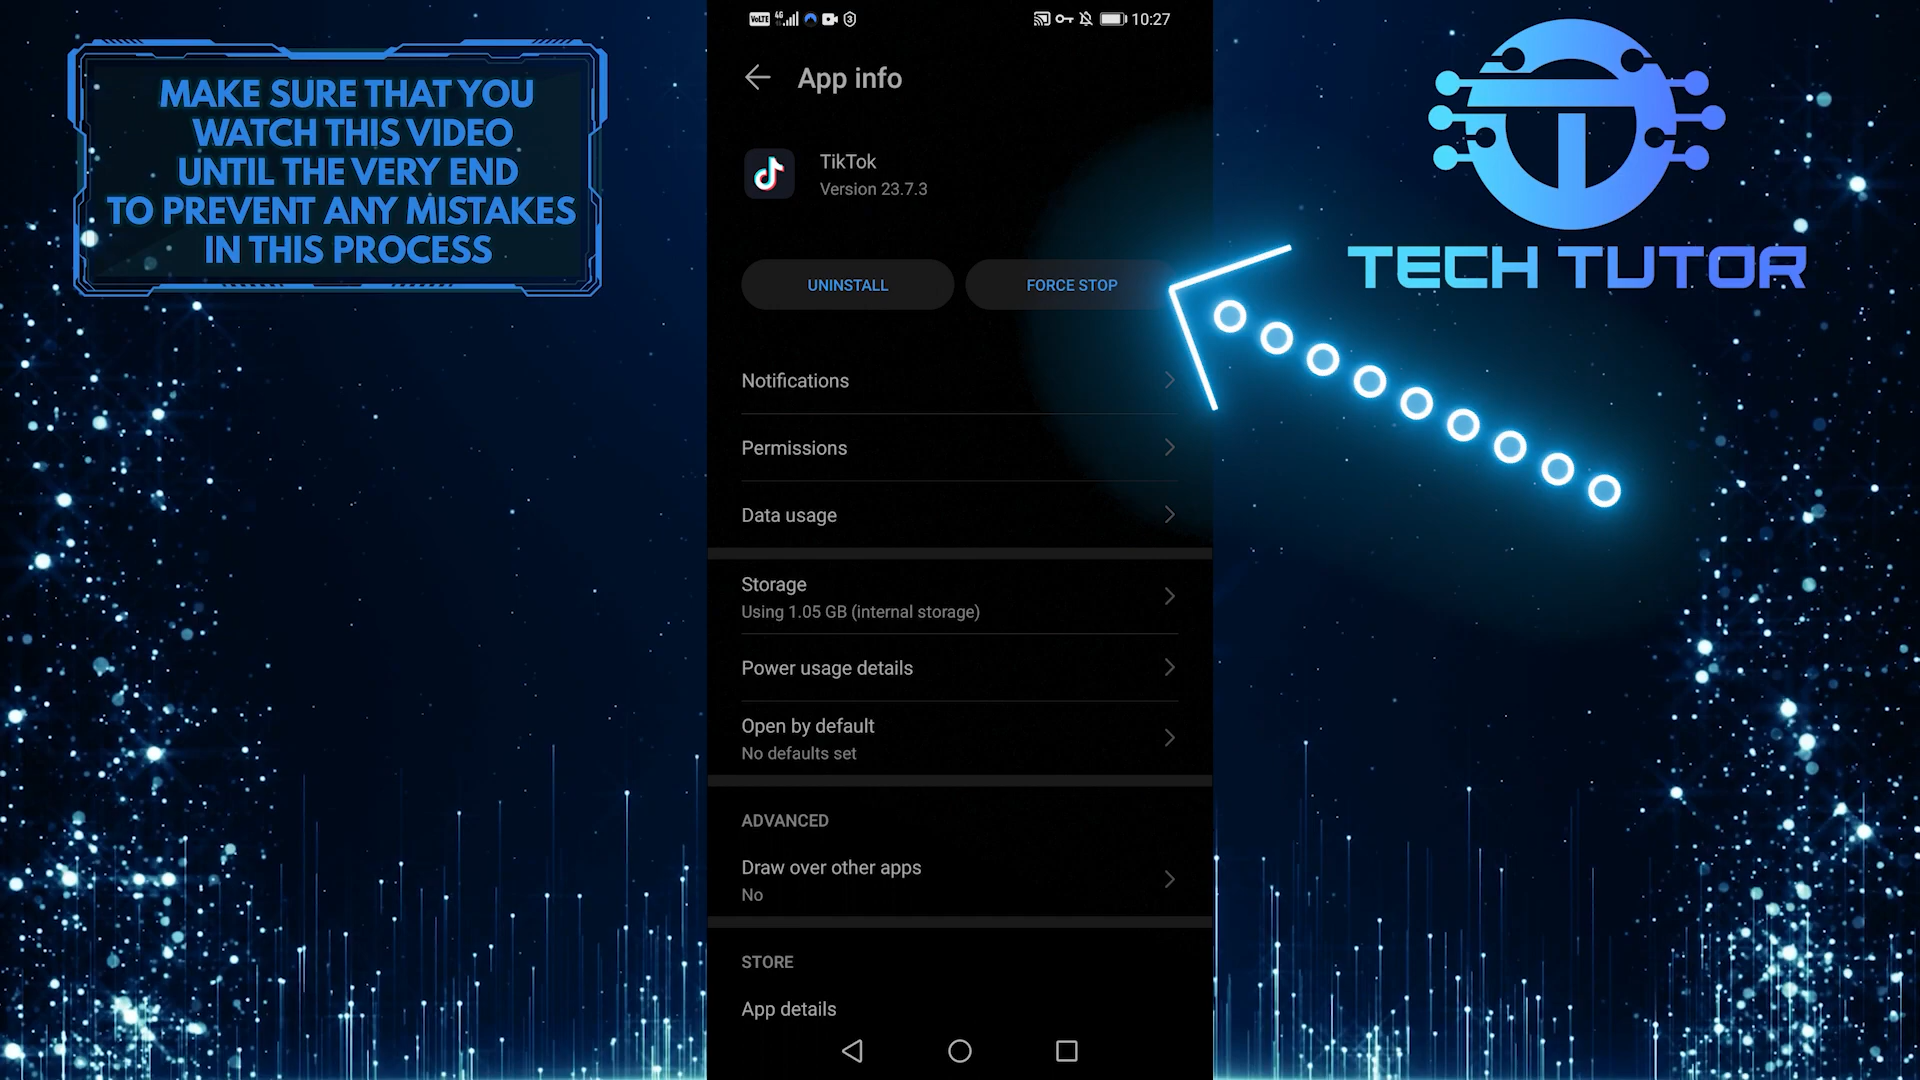 MAKE SURE THAT YOU
WATCH THIS VIDEO
UNTIL THE VERY END
TO PREVENT ANY MISTAKES
IN THIS PROCESS
VoLTE 4G 10:27
App info
TikTok
Version 23.7.3
UNINSTALL
FORCE STOP
Notifications
Permissions
Data usage
Storage
Using 1.05 GB (internal storage)
Power usage details
Open by default
No defaults set
ADVANCED
Draw over other apps
No
STORE
App details
TECH TUTOR